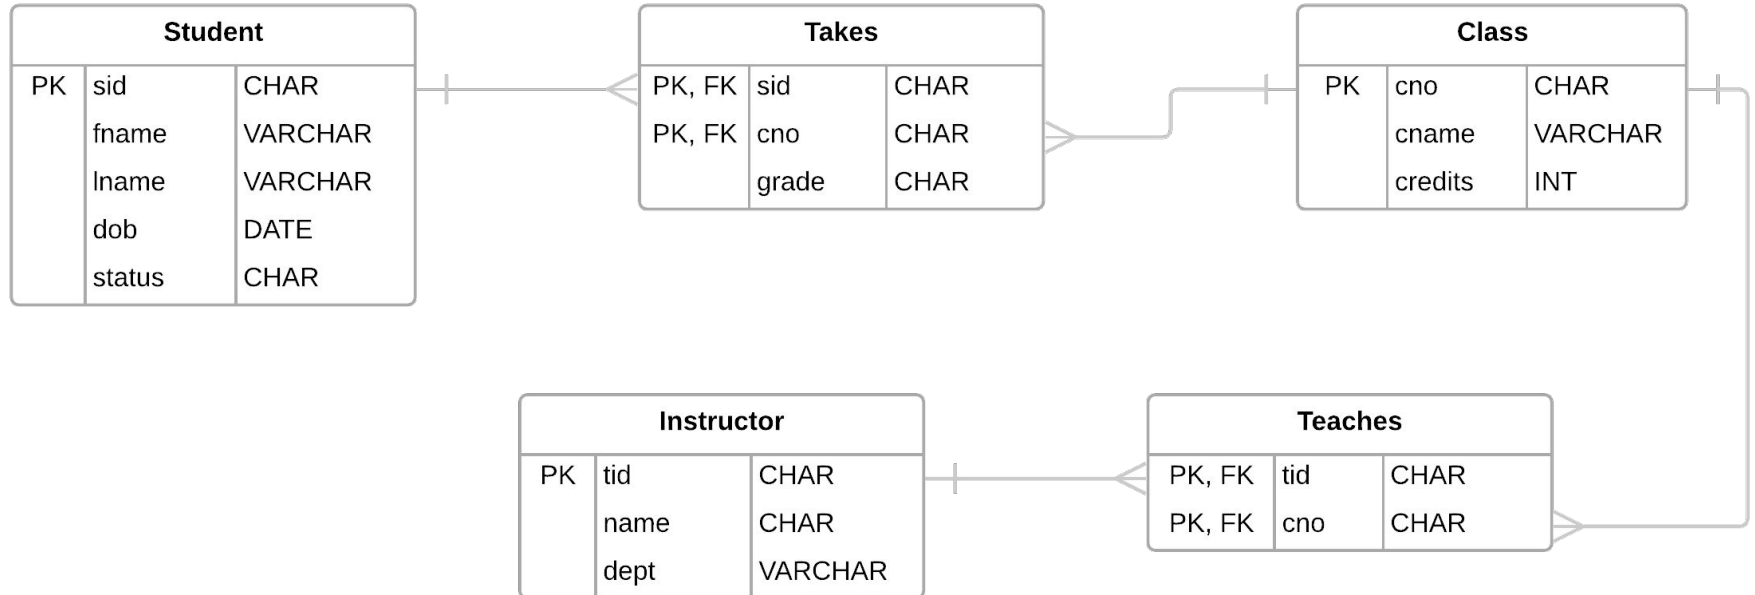 Student
PK sid CHAR
fname VARCHAR
lname VARCHAR
dob DATE
status CHAR
Takes
PK, FK sid CHAR
PK, FK cno CHAR
grade CHAR
Class
PK cno CHAR
cname VARCHAR
credits INT
Instructor
PK tid CHAR
name CHAR
dept VARCHAR
Teaches
PK, FK tid CHAR
PK, FK cno CHAR